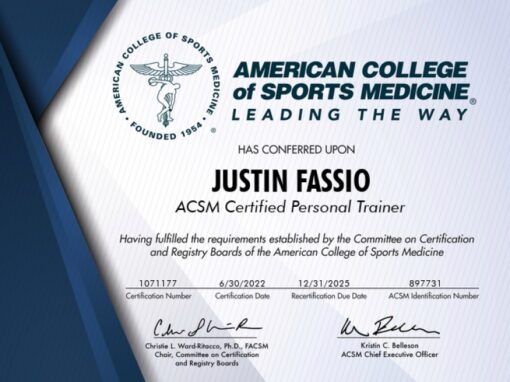 AMERICAN COLLEGE OF SPORTS MEDICINE
• FOUNDED 1954 •
®
AMERICAN COLLEGE
of SPORTS MEDICINE®
LEADING THE WAY
HAS CONFERRED UPON
JUSTIN FASSIO
ACSM Certified Personal Trainer
Having fulfilled the requirements established by the Committee on Certification
and Registry Boards of the American College of Sports Medicine
1071177 6/30/2022 12/31/2025 897731
Certification Number Certification Date Recertification Due Date ACSM Identification Number
Christie L. Ward-Ritacco, Ph.D., FACSM
Chair, Committee on Certification
and Registry Boards
Kristin C. Belleson
ACSM Chief Executive Officer